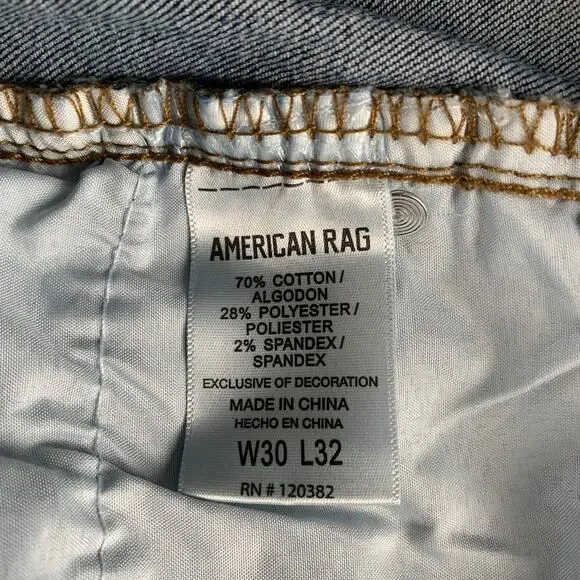 AMERICAN RAG
70% COTTON/
ALGODON
28% POLYESTER/
POLIESTER
2% SPANDEX/
SPANDEX
EXCLUSIVE OF DECORATION
MADE IN CHINA
HECHO EN CHINA
W30 L32
RN # 120382